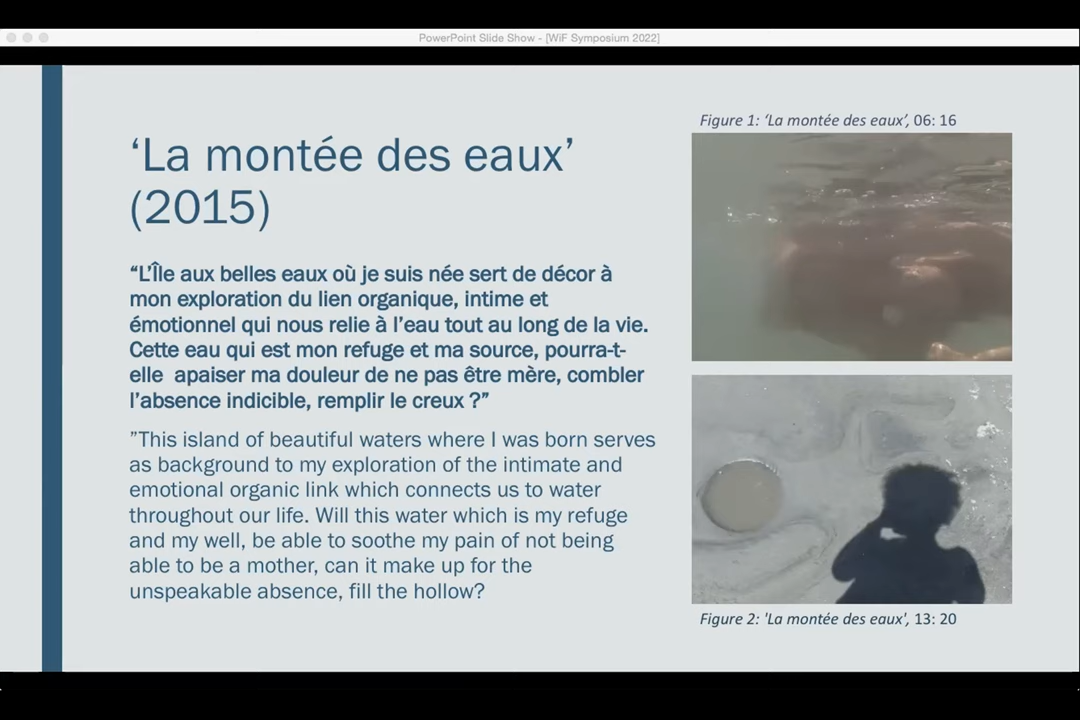 PowerPoint Slide Show - [WiF Symposium 2022]
‘La montée des eaux’
(2015)
“L’Île aux belles eaux où je suis née sert de décor à
mon exploration du lien organique, intime et
émotionnel qui nous relie à l’eau tout au long de la vie.
Cette eau qui est mon refuge et ma source, pourra-t-
elle  apaiser ma douleur de ne pas être mère, combler
l’absence indicible, remplir le creux ?”
”This island of beautiful waters where I was born serves
as background to my exploration of the intimate and
emotional organic link which connects us to water
throughout our life. Will this water which is my refuge
and my well, be able to soothe my pain of not being
able to be a mother, can it make up for the
unspeakable absence, fill the hollow?
Figure 1: ‘La montée des eaux’, 06: 16
Figure 2: 'La montée des eaux', 13: 20